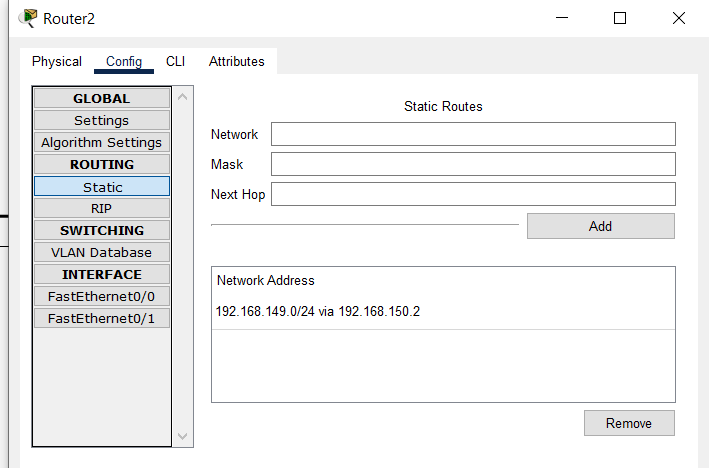 Router2
Physical Config CLI Attributes
GLOBAL
Settings
Algorithm Settings
ROUTING
Static
RIP
SWITCHING
VLAN Database
INTERFACE
FastEthernet0/0
FastEthernet0/1
Static Routes
Network
Mask
Next Hop
Add
Network Address
192.168.149.0/24 via 192.168.150.2
Remove